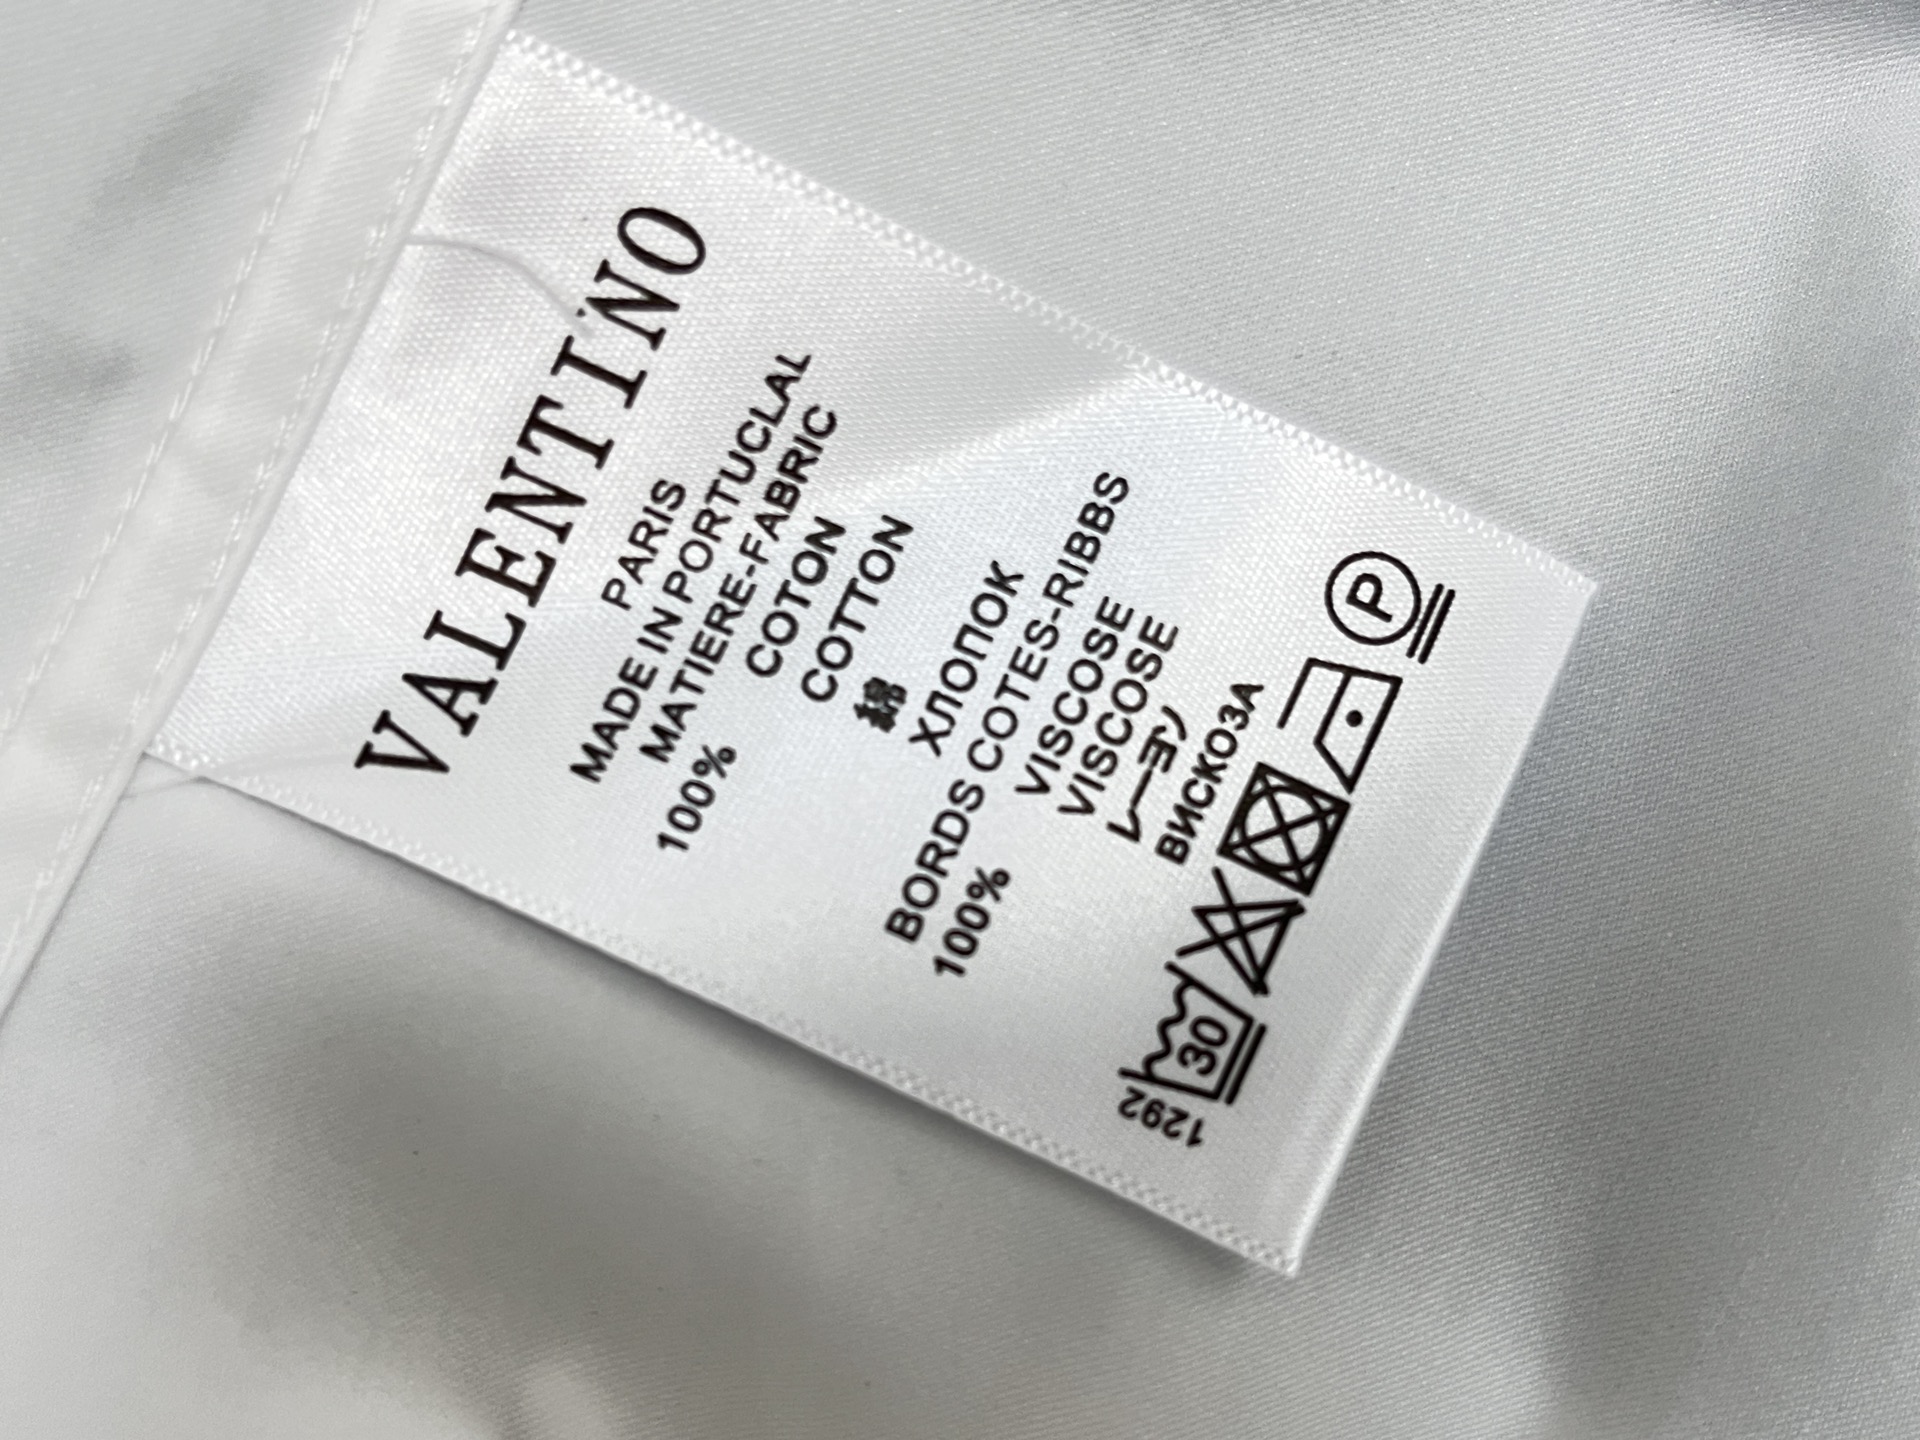 VALENTINO
PARIS
MADE IN PORTUCLAL
MATIERE-FABRIC
100% COTON
COTTON
綿
ХЛОПОК
BORDS COTES-RIBBS
100% VISCOSE
VISCOSE
レーヨン
ВИСКОЗА
30
P
1292